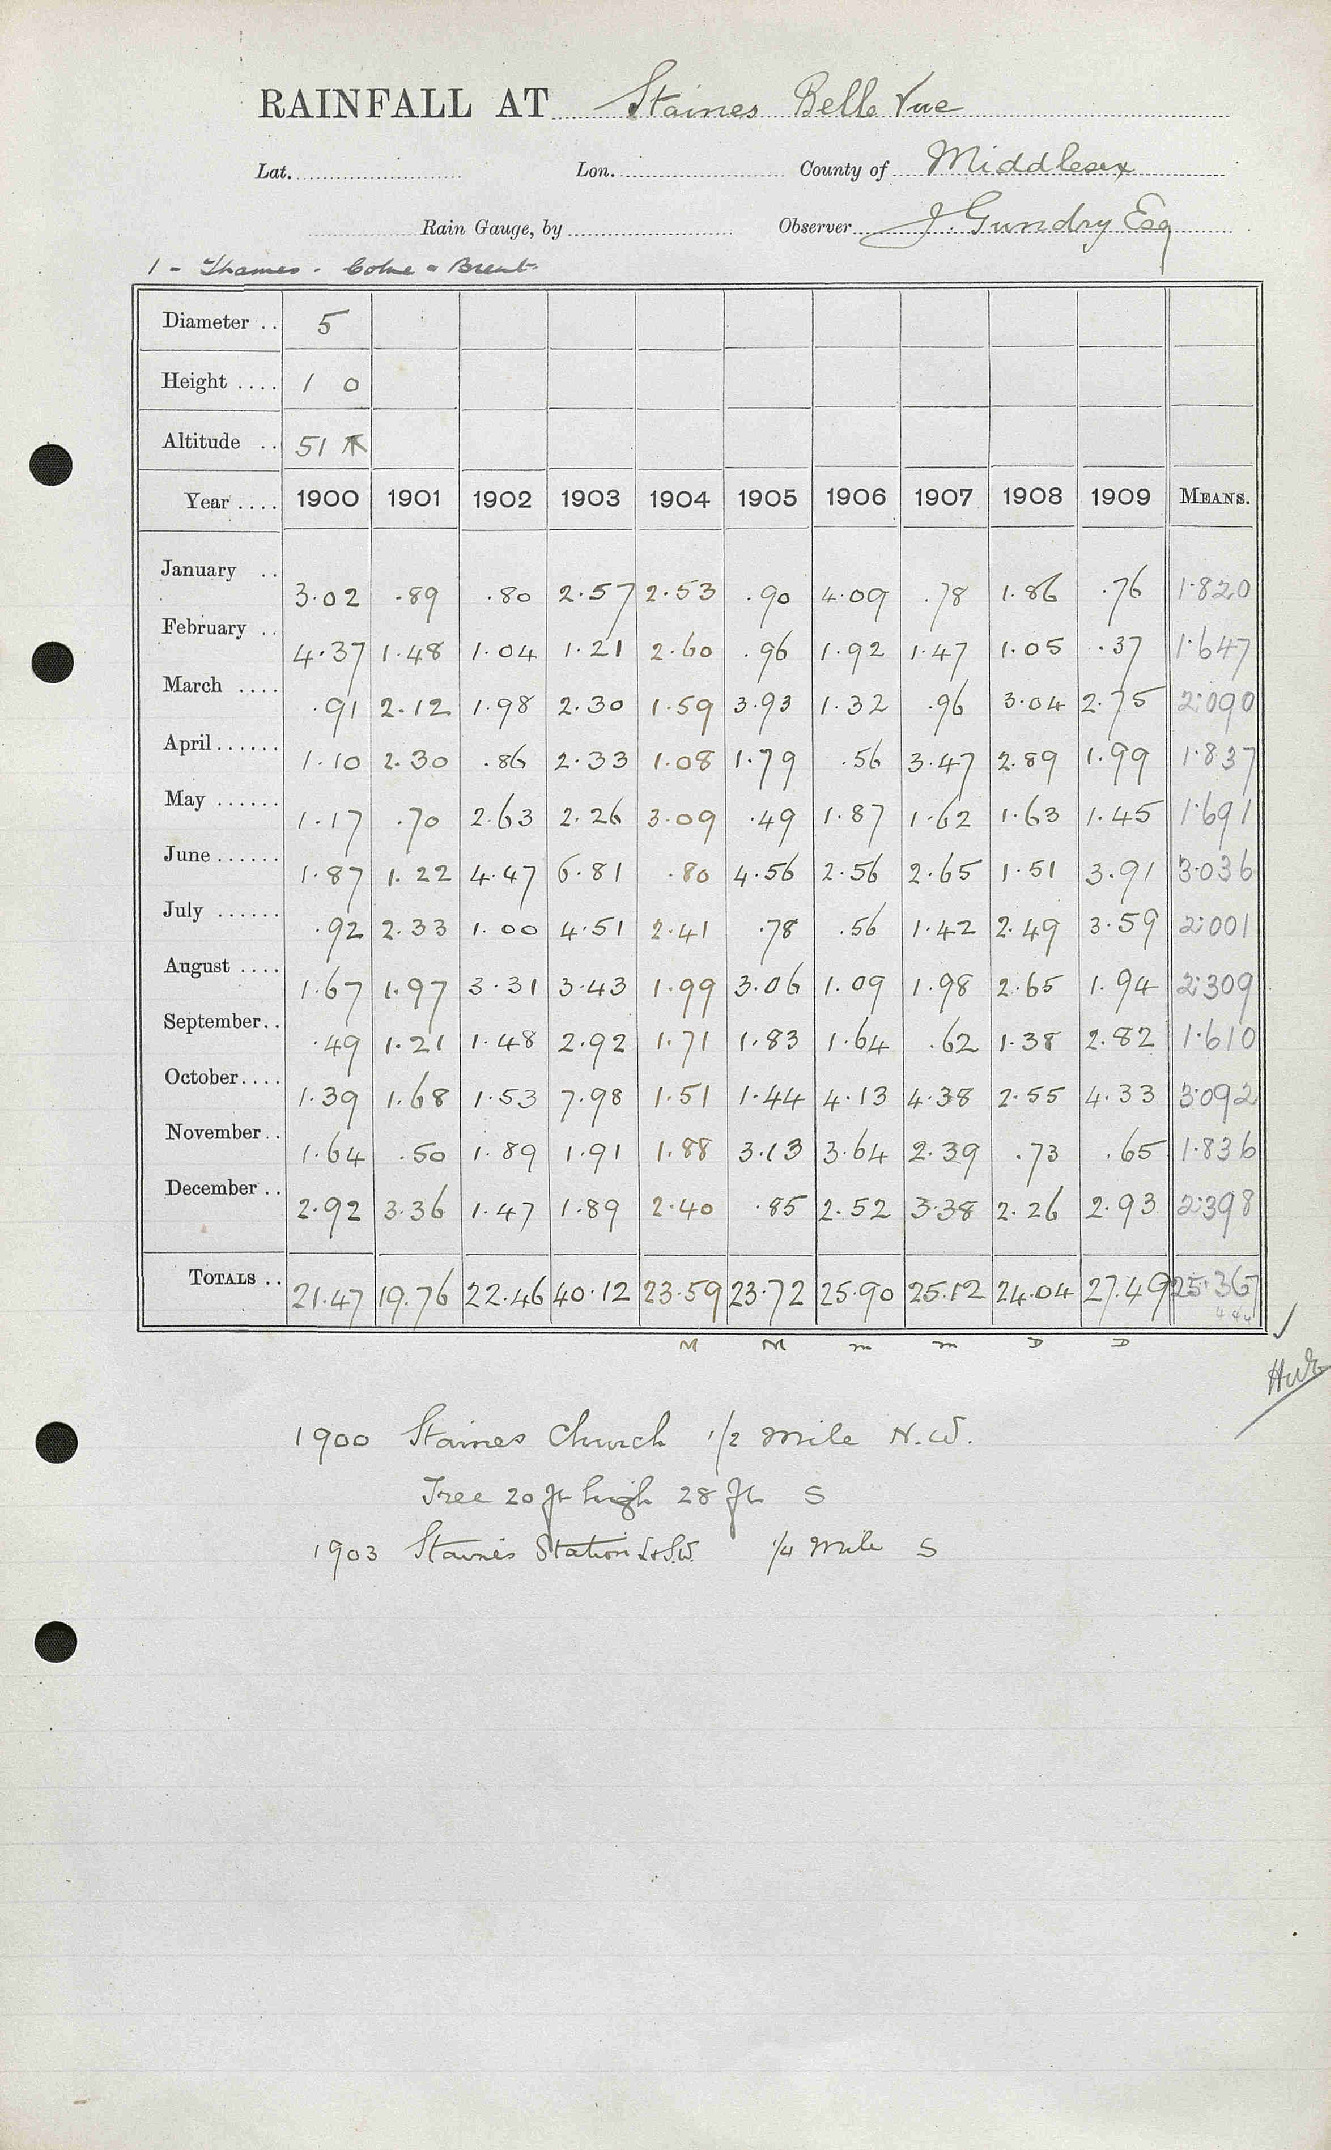 RAINFALL AT Staines Belle Vue
Lat. Lon. County of Middlesex
Rain Gauge, by Observer J. Gundry Esq
1 - Thames - Colne & Brent.
Diameter .. 5
Height .... 1 0
Altitude .. 51
Year .... 1900 1901 1902 1903 1904 1905 1906 1907 1908 1909 MEANS.
January .. 3.02 .89 .80 2.57 2.53 .90 4.09 .78 1.86 .76 1.820
February .. 4.37 1.48 1.04 1.21 2.60 .96 1.92 1.47 1.05 .37 1.647
March .... .91 2.12 1.98 2.30 1.59 3.93 1.32 .96 3.04 2.75 2.090
April ...... 1.10 2.30 .86 2.33 1.08 1.79 .56 3.47 2.89 1.99 1.837
May ...... 1.17 .70 2.63 2.26 3.09 .49 1.87 1.62 1.63 1.45 1.691
June ...... 1.87 1.22 4.47 6.81 .80 4.56 2.56 2.65 1.51 3.91 3.036
July ...... .92 2.33 1.00 4.51 2.41 .78 .56 1.42 2.49 3.59 2.001
August .... 1.67 1.97 3.31 3.43 1.99 3.06 1.09 1.98 2.65 1.94 2.309
September .. .49 1.21 1.48 2.92 1.71 1.83 1.64 .62 1.38 2.82 1.610
October .... 1.39 1.68 1.53 7.98 1.51 1.44 4.13 4.38 2.55 4.33 3.092
November .. 1.64 .50 1.89 1.91 1.88 3.13 3.64 2.39 .73 .65 1.836
December .. 2.92 3.36 1.47 1.89 2.40 .85 2.52 3.38 2.26 2.93 2.398
TOTALS .. 21.47 19.76 22.46 40.12 23.59 23.72 25.90 25.12 24.04 27.49 25.367
M M m m D D
1900 Staines Church 1/2 mile N.W.
Tree 20 ft high 28 ft S
1903 Staines Station L&SW 1/4 mile S